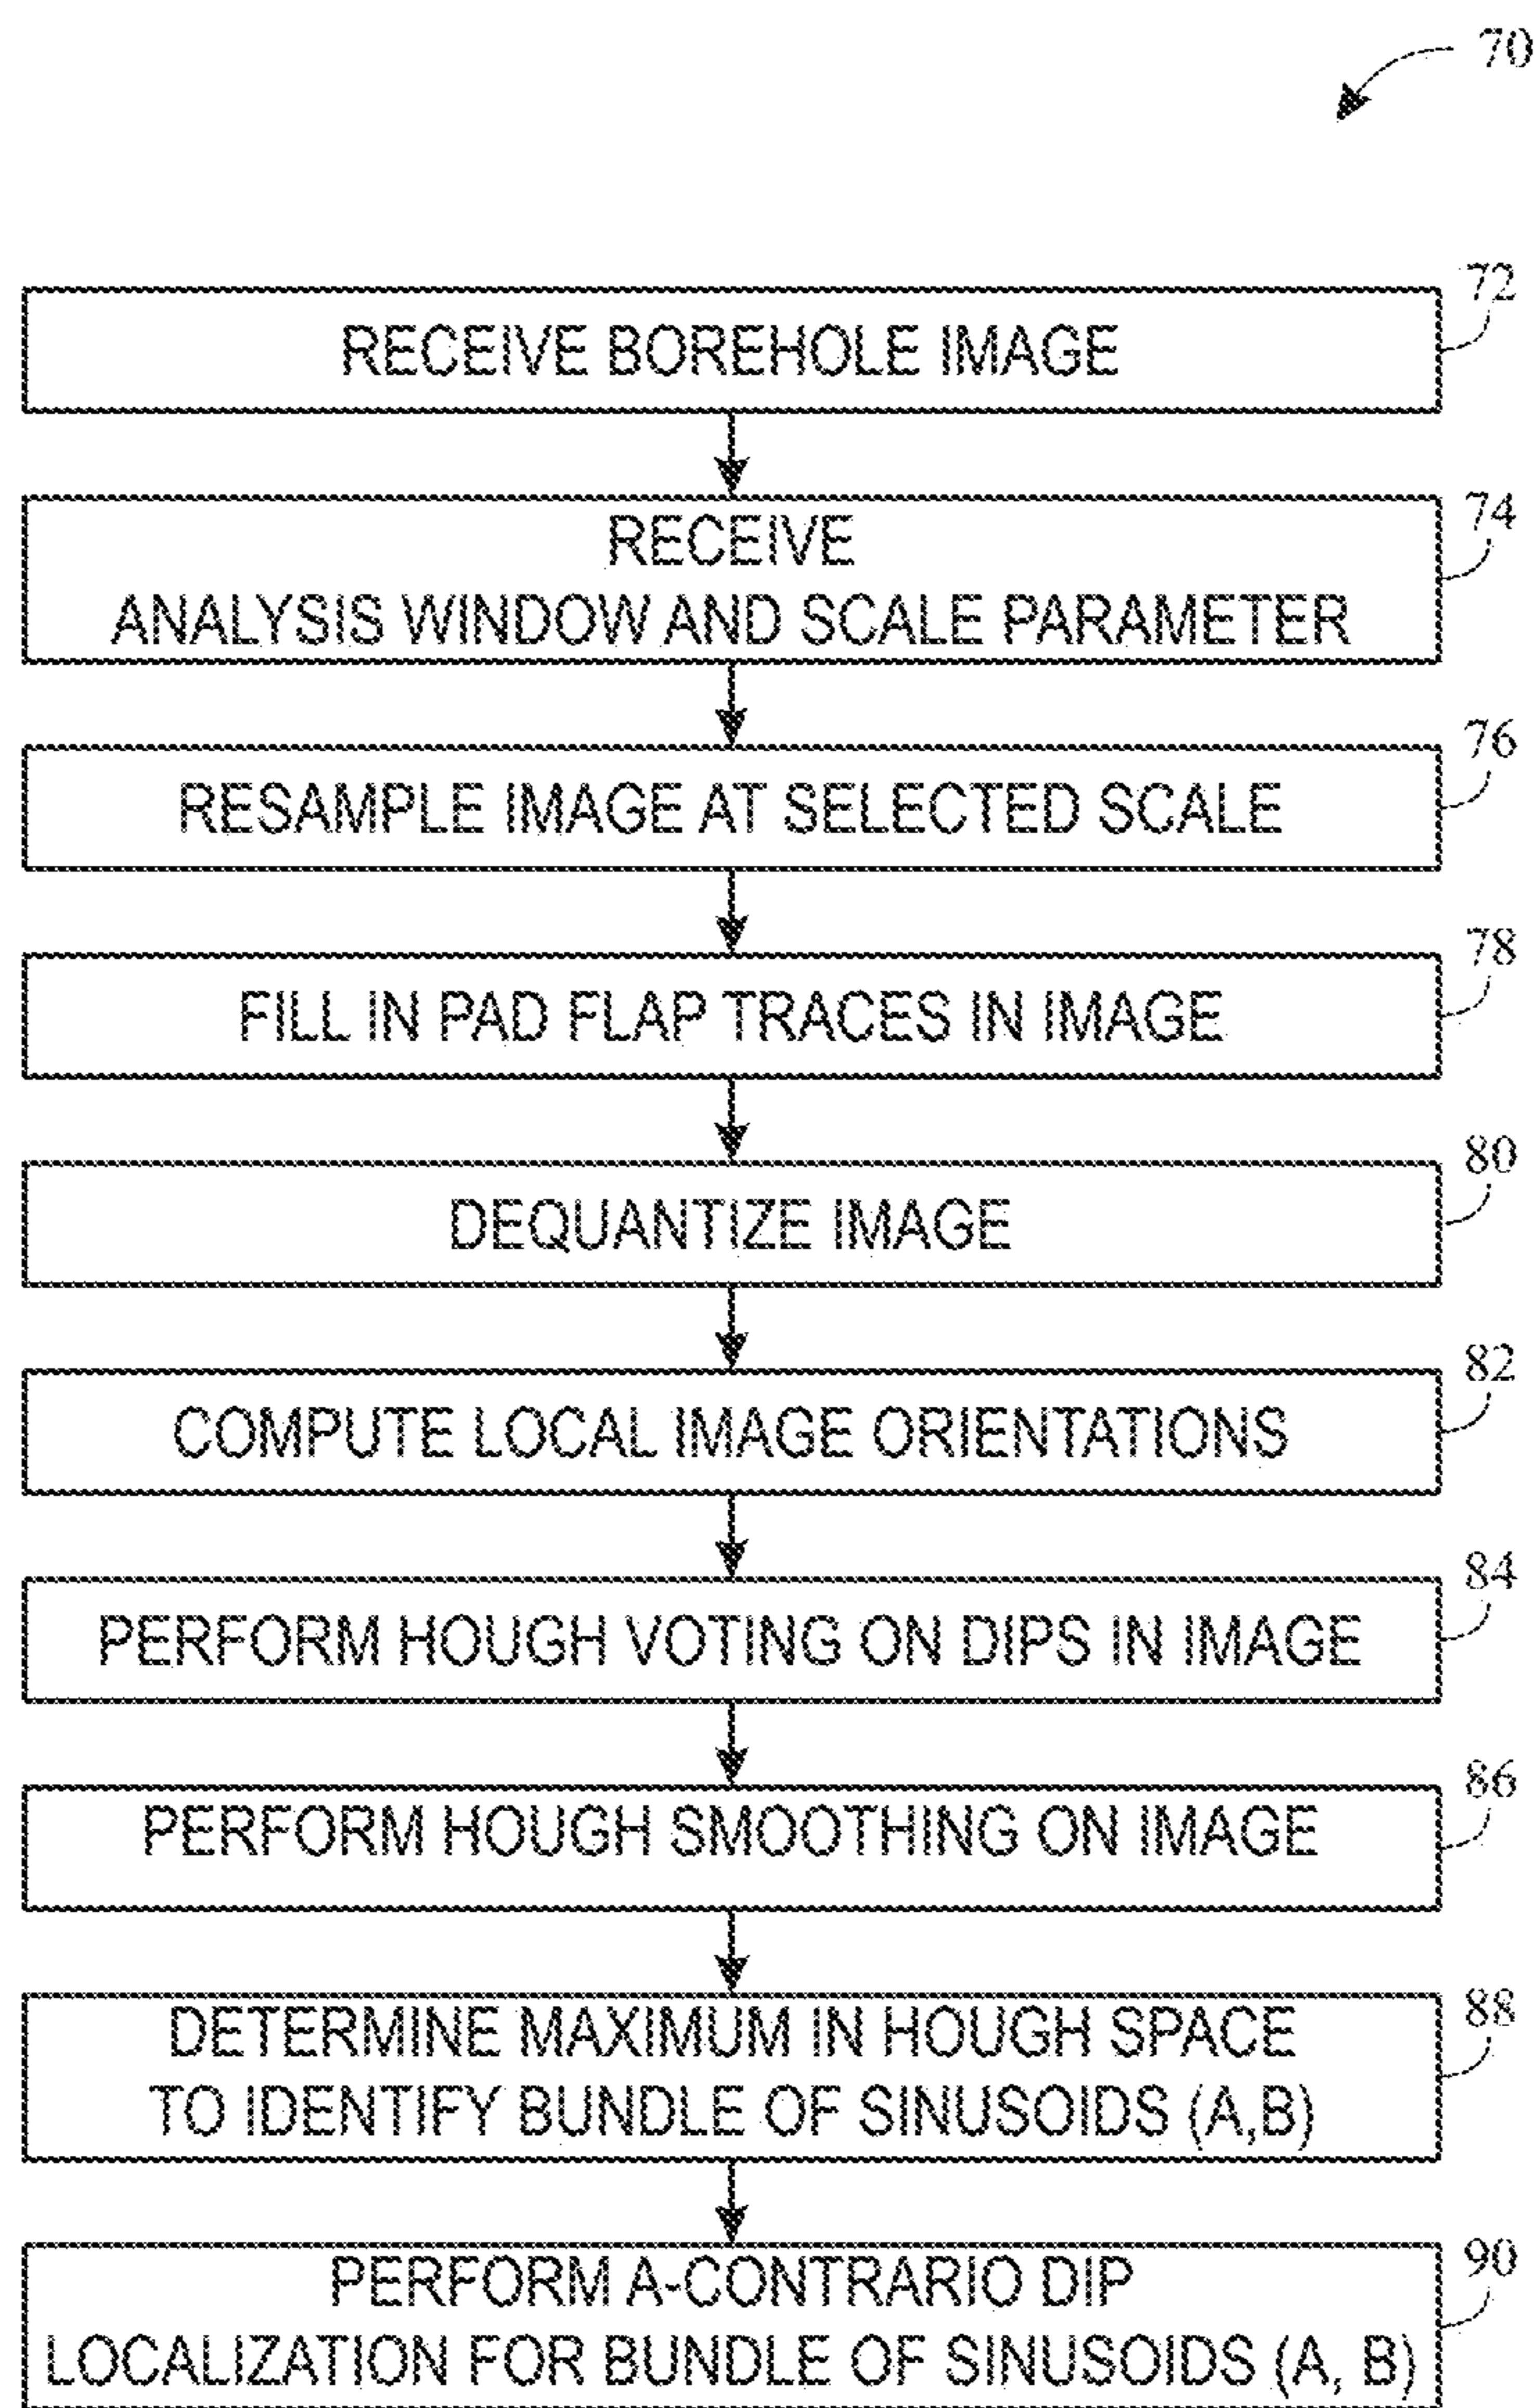 70
72
RECEIVE BOREHOLE IMAGE
74
RECEIVE
ANALYSIS WINDOW AND SCALE PARAMETER
76
RESAMPLE IMAGE AT SELECTED SCALE
78
FILL IN PAD FLAP TRACES IN IMAGE
80
DEQUANTIZE IMAGE
82
COMPUTE LOCAL IMAGE ORIENTATIONS
84
PERFORM HOUGH VOTING ON DIPS IN IMAGE
86
PERFORM HOUGH SMOOTHING ON IMAGE
88
DETERMINE MAXIMUM IN HOUGH SPACE
TO IDENTIFY BUNDLE OF SINUSOIDS (A,B)
90
PERFORM A-CONTRARIO DIP
LOCALIZATION FOR BUNDLE OF SINUSOIDS (A, B)